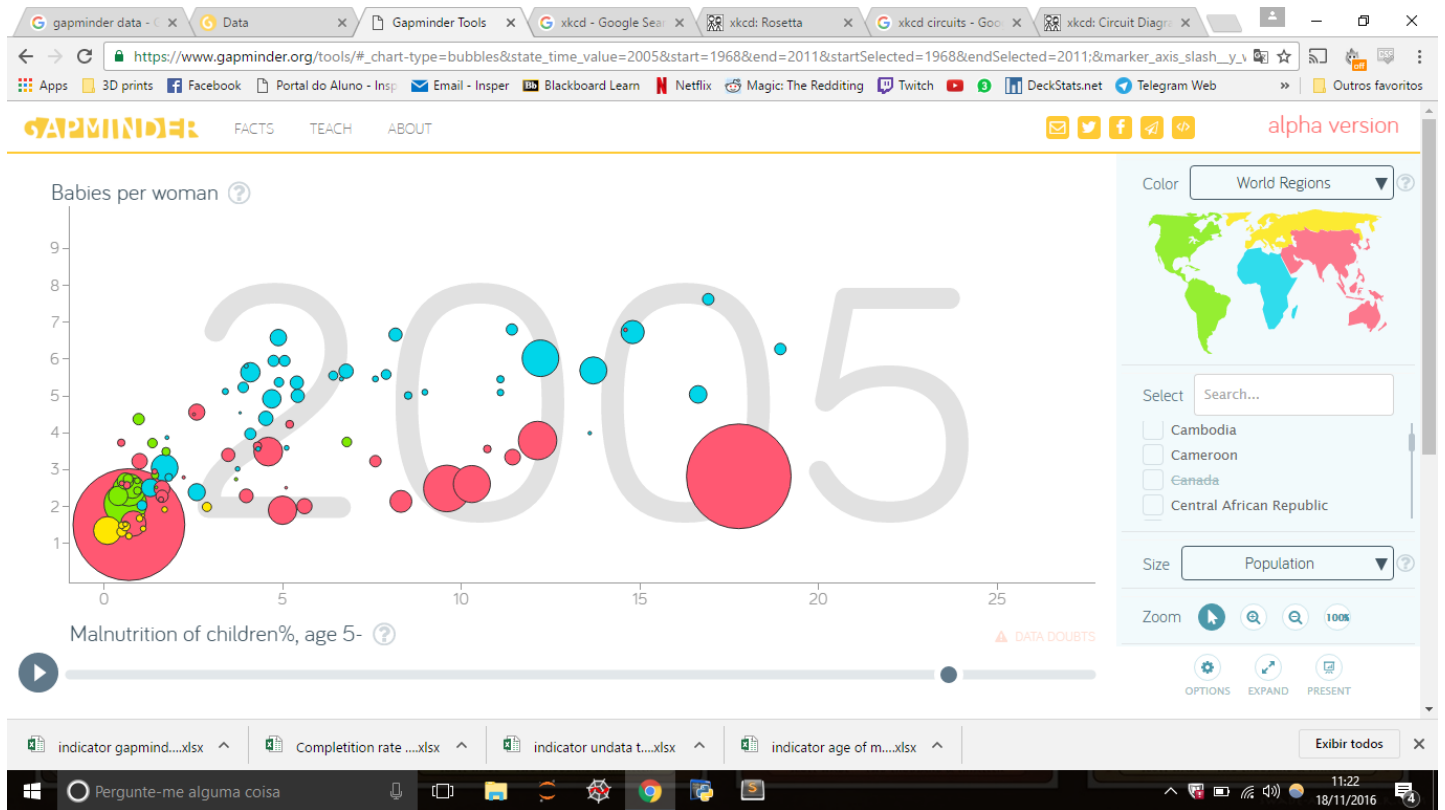 gapminder data - G
Data
Gapminder Tools
xkcd - Google Sear
xkcd: Rosetta
xkcd circuits - Goo
xkcd: Circuit Diagra
https://www.gapminder.org/tools/#_chart-type=bubbles&state_time_value=2005&start=1968&end=2011&startSelected=1968&endSelected=2011;&marker_axis_slash__y_
Apps 3D prints Facebook Portal do Aluno - Insp Email - Insper Bb Blackboard Learn Netflix Magic: The Redditing Twitch 3 DeckStats.net Telegram Web » Outros favoritos
off
GAPMINDER FACTS TEACH ABOUT
alpha version
Babies per woman ?
2005
9
8
7
6
5
4
3
2
1
0 5 10 15 20 25
Malnutrition of children%, age 5- ?
DATA DOUBTS
Color World Regions ?
Select Search...
Cambodia
Cameroon
Canada
Central African Republic
Size Population ?
Zoom 100%
OPTIONS EXPAND PRESENT
indicator gapmind....xlsx
Completition rate ....xlsx
indicator undata t....xlsx
indicator age of m....xlsx
Exibir todos
Pergunte-me alguma coisa
11:22
18/11/2016
4